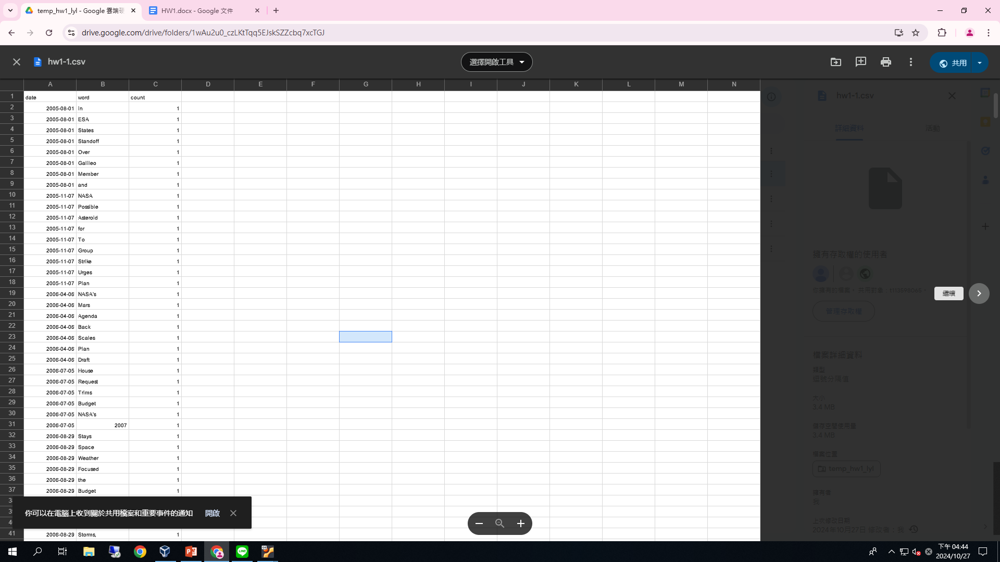 temp_hw1_lyl - Google 雲端硬
HW1.docx - Google 文件
drive.google.com/drive/folders/1wAu2u0_czLKtTqq5EJskSZZcbq7xcTGJ
hw1-1.csv
選擇開啟工具
共用
A B C D E F G H I J K L M N
1 date word count
2 2005-08-01 in 1
3 2005-08-01 ESA 1
4 2005-08-01 States 1
5 2005-08-01 Standoff 1
6 2005-08-01 Over 1
7 2005-08-01 Galileo 1
8 2005-08-01 Member 1
9 2005-08-01 and 1
10 2005-11-07 NASA 1
11 2005-11-07 Possible 1
12 2005-11-07 Asteroid 1
13 2005-11-07 for 1
14 2005-11-07 To 1
15 2005-11-07 Group 1
16 2005-11-07 Strike 1
17 2005-11-07 Urges 1
18 2005-11-07 Plan 1
19 2006-04-06 NASA's 1
20 2006-04-06 Mars 1
21 2006-04-06 Agenda 1
22 2006-04-06 Back 1
23 2006-04-06 Scales 1
24 2006-04-06 Plan 1
25 2006-04-06 Draft 1
26 2006-07-05 House 1
27 2006-07-05 Request 1
28 2006-07-05 Trims 1
29 2006-07-05 Budget 1
30 2006-07-05 NASA's 1
31 2006-07-05 2007 1
32 2006-08-29 Stays 1
33 2006-08-29 Space 1
34 2006-08-29 Weather 1
35 2006-08-29 Focused 1
36 2006-08-29 the 1
37 2006-08-29 Budget 1
41 2006-08-29 Storms, 1
你可以在電腦上收到關於共用檔案和重要事件的通知 開啟
hw1-1.csv
詳細資料 活動
擁有存取權的使用者
你擁有的檔案。 共用對象：1113598065。
管理存取權
繼續
檔案詳細資料
類型
逗號分隔值
大小
3.4 MB
儲存空間使用量
3.4 MB
檔案位置
temp_hw1_lyl
擁有者
我
上次修改日期
2024年10月27日 修改者：我
下午 04:44
2024/10/27